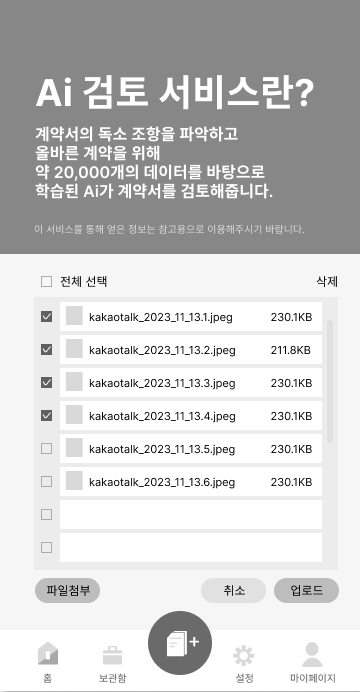 Ai 검토 서비스란?
계약서의 독소 조항을 파악하고
올바른 계약을 위해
약 20,000개의 데이터를 바탕으로
학습된 Ai가 계약서를 검토해줍니다.
이 서비스를 통해 얻은 정보는 참고용으로 이용해주시기 바랍니다.
전체 선택 삭제
kakaotalk_2023_11_13.1.jpeg 230.1KB
kakaotalk_2023_11_13.2.jpeg 211.8KB
kakaotalk_2023_11_13.3.jpeg 230.1KB
kakaotalk_2023_11_13.4.jpeg 230.1KB
kakaotalk_2023_11_13.5.jpeg 230.1KB
kakaotalk_2023_11_13.6.jpeg 230.1KB
파일첨부 취소 업로드
홈 보관함 설정 마이페이지